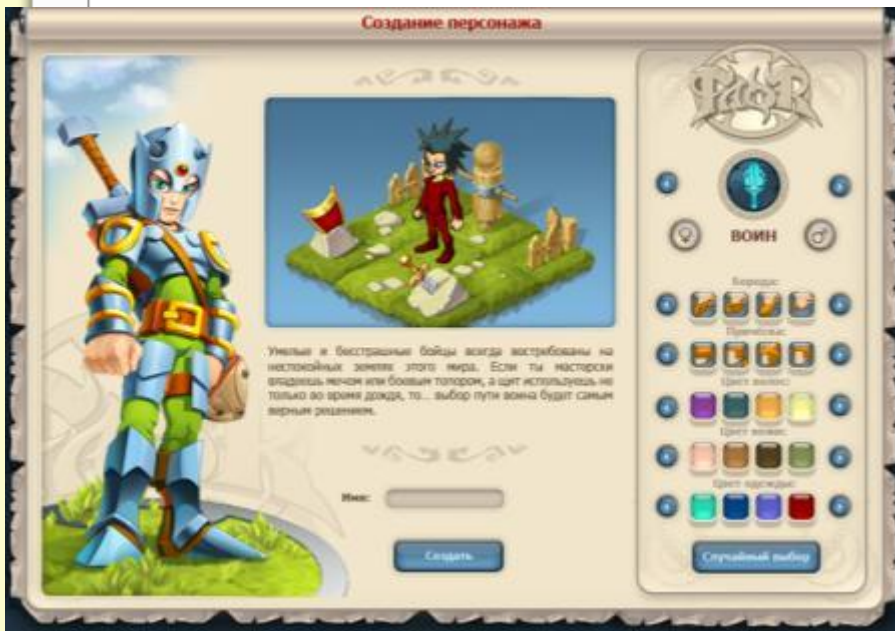 Создание персонажа
ВОИН
Борода:
Причёска:
Цвет волос:
Цвет кожи:
Цвет одежды:
Умелые и бесстрашные бойцы всегда востребованы на
неспокойных землях этого мира. Если ты мастерски
владеешь мечом или боевым топором, а щит используешь не
только во время дождя, то... выбор пути воина будет самым
верным решением.
Имя:
Создать
Случайный выбор